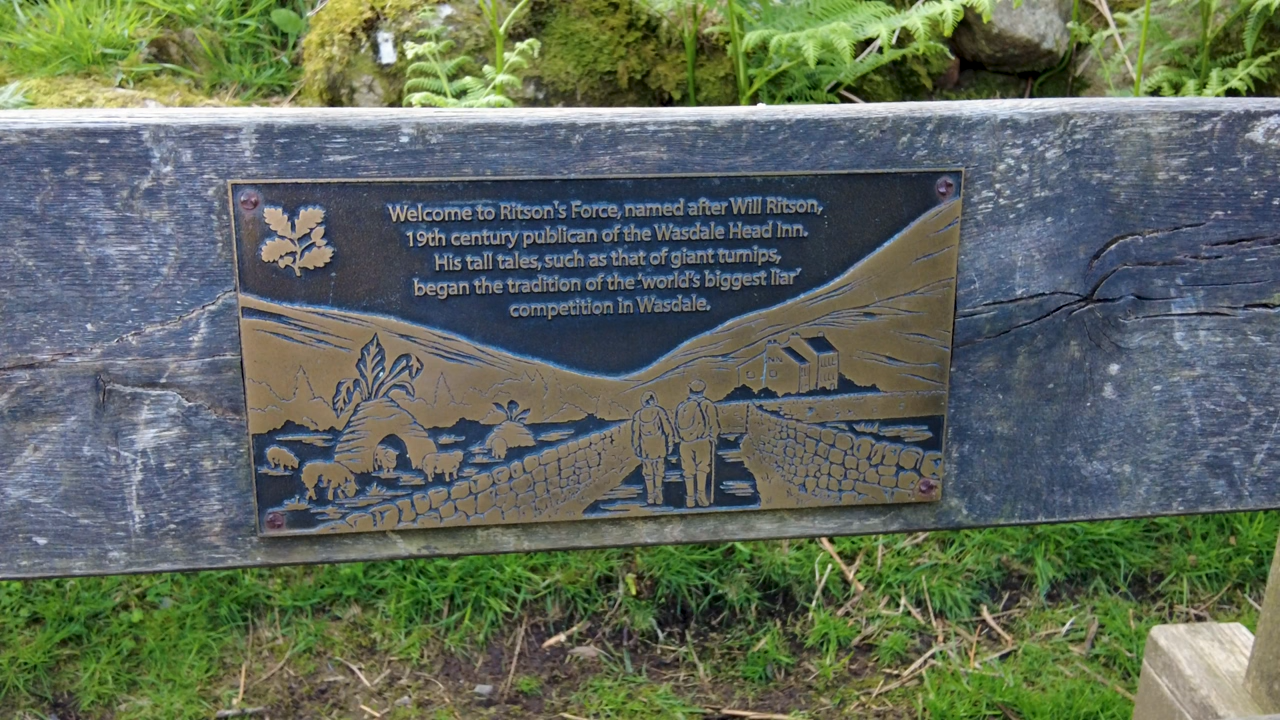 Welcome to Ritson's Force, named after Will Ritson,
19th century publican of the Wasdale Head Inn.
His tall tales, such as that of giant turnips,
began the tradition of the 'world's biggest liar'
competition in Wasdale.